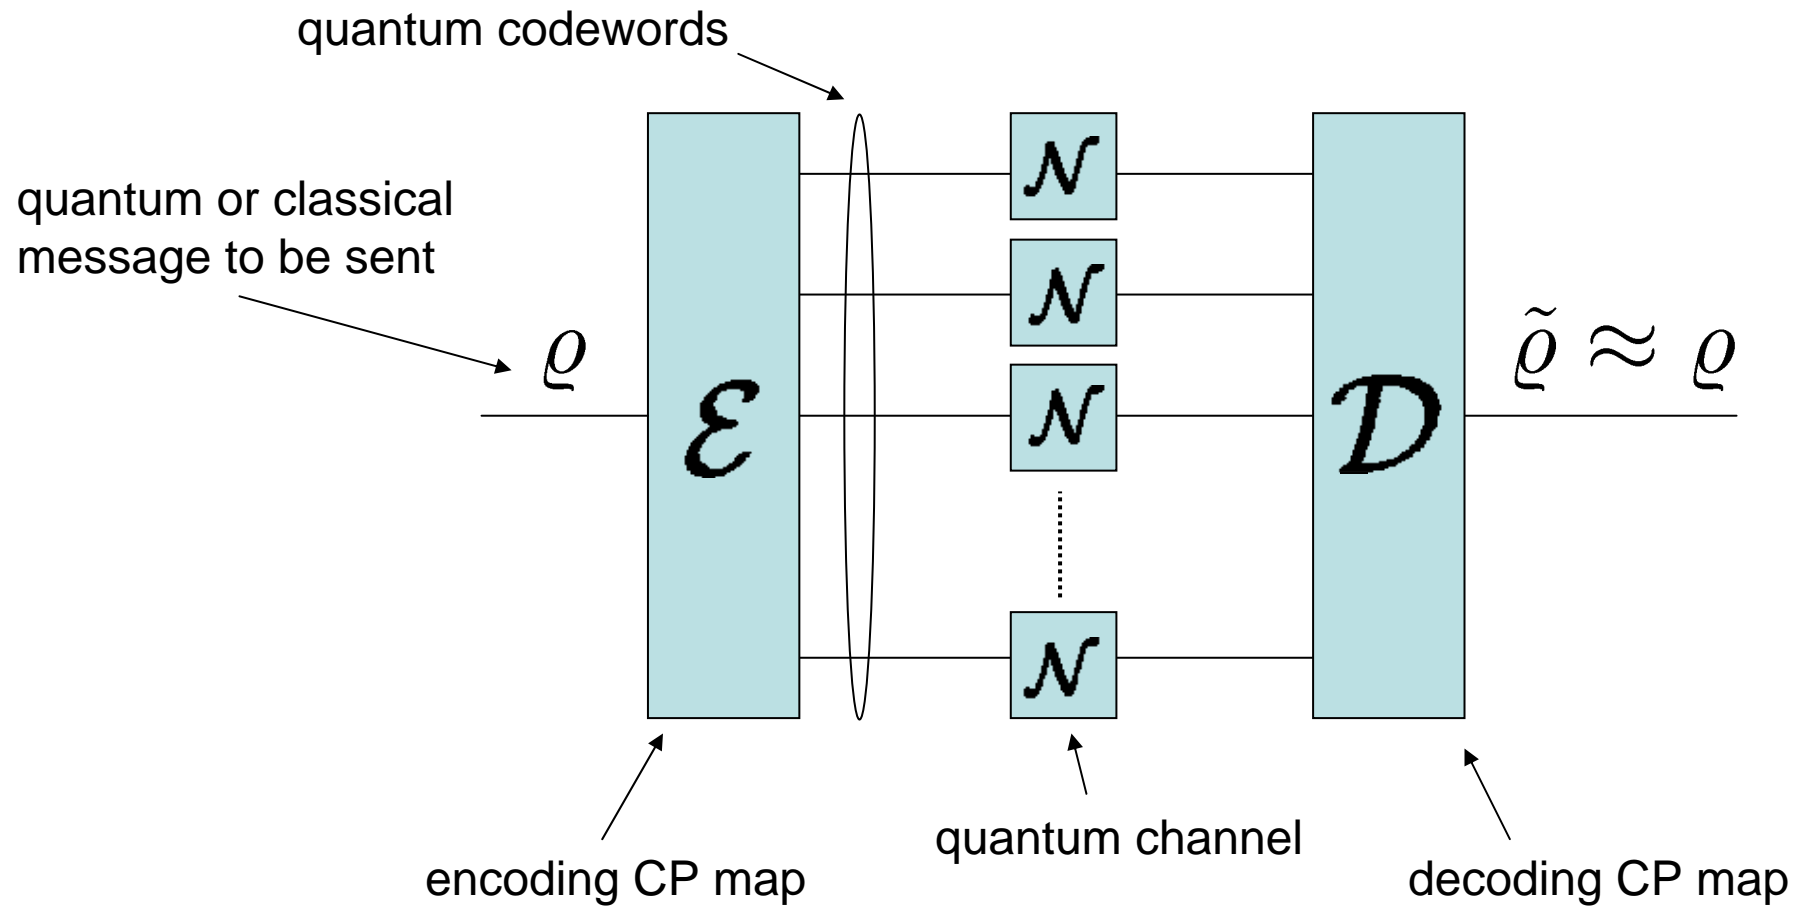 quantum codewords
quantum or classical
message to be sent
ϱ
ℰ
𝒩
𝒩
𝒩
𝒩
𝒟
ϱ̃ ≈ ϱ
quantum channel
encoding CP map
decoding CP map